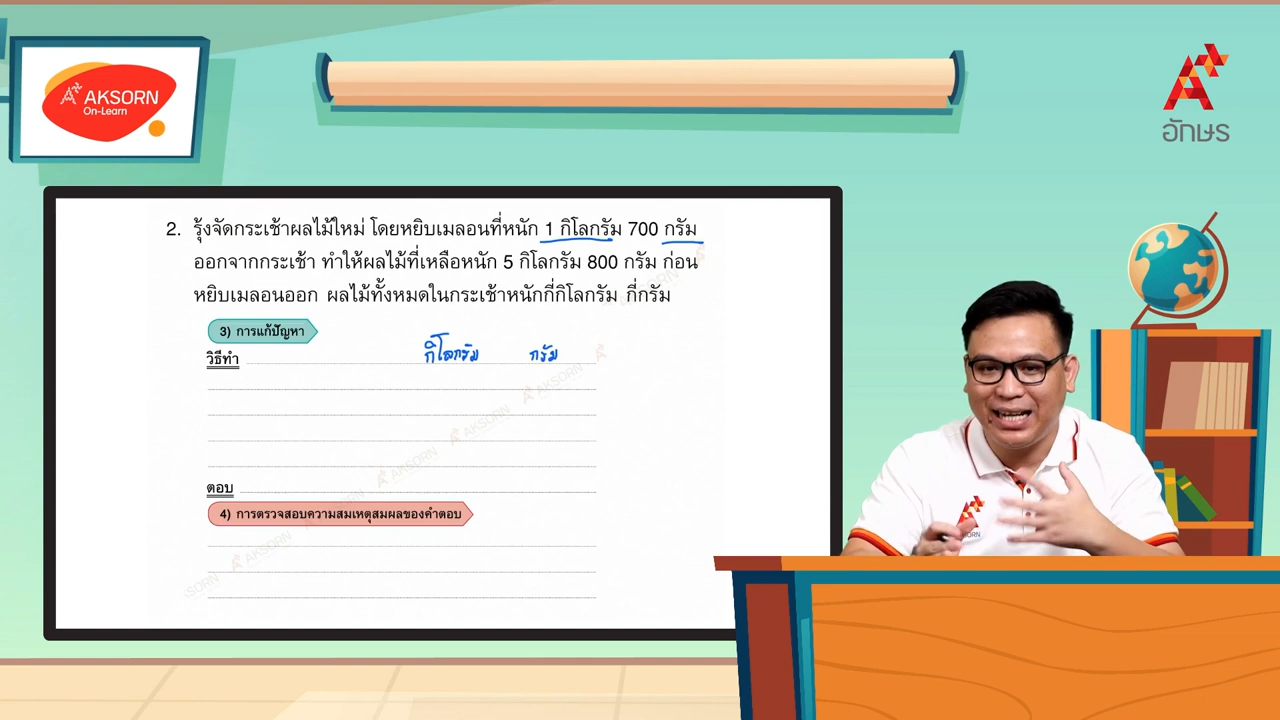 AKSORN
On-Learn
อักษร
2. รุ้งจัดกระเช้าผลไม้ใหม่ โดยหยิบเมลอนที่หนัก 1 กิโลกรัม 700 กรัม
ออกจากกระเช้า ทำให้ผลไม้ที่เหลือหนัก 5 กิโลกรัม 800 กรัม ก่อน
หยิบเมลอนออก ผลไม้ทั้งหมดในกระเช้าหนักกี่กิโลกรัม กี่กรัม
3) การแก้ปัญหา
วิธีทำ กิโลกรัม กรัม
ตอบ
4) การตรวจสอบความสมเหตุสมผลของคำตอบ
AKSORN
AKSORN
AKSORN
AKSORN